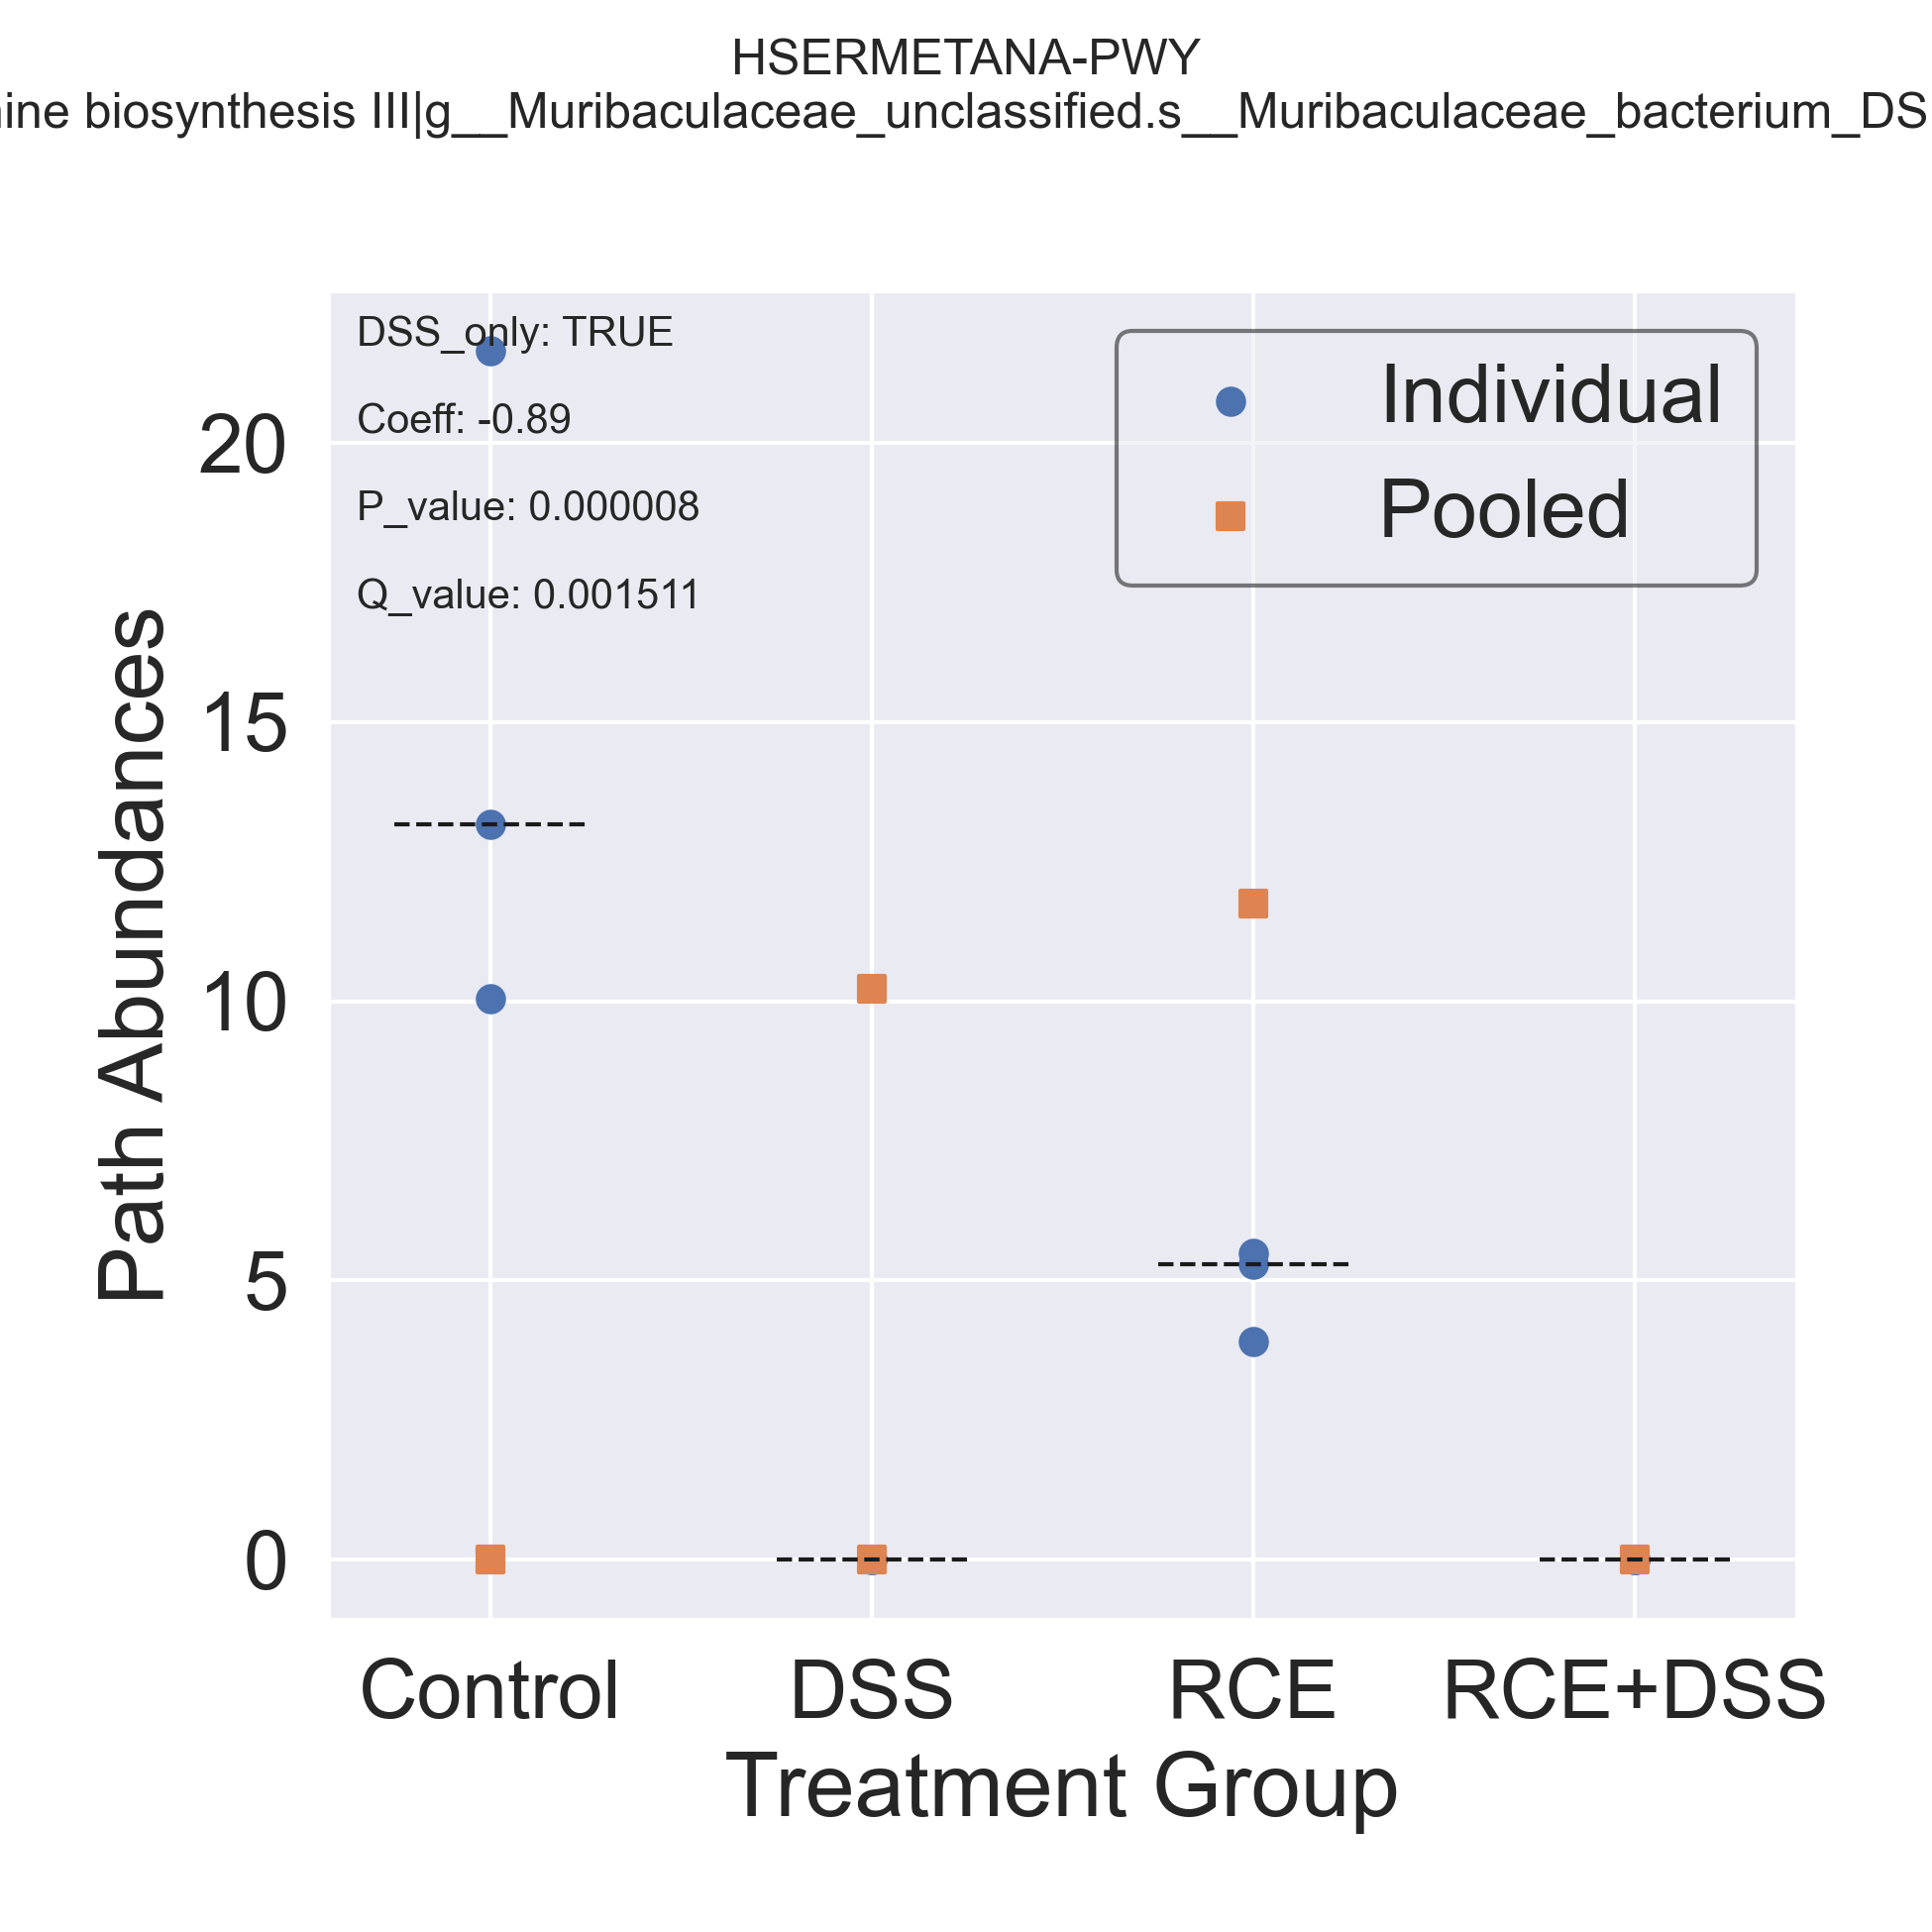 HSERMETANA-PWY
ine biosynthesis III|g__Muribaculaceae_unclassified.s__Muribaculaceae_bacterium_DS
DSS_only: TRUE
Coeff: -0.89
P_value: 0.000008
Q_value: 0.001511
Individual
Pooled
Path Abundances
20
15
10
5
0
Control DSS RCE RCE+DSS
Treatment Group